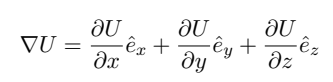 ∇U = ∂U/∂x ê_x + ∂U/∂y ê_y + ∂U/∂z ê_z